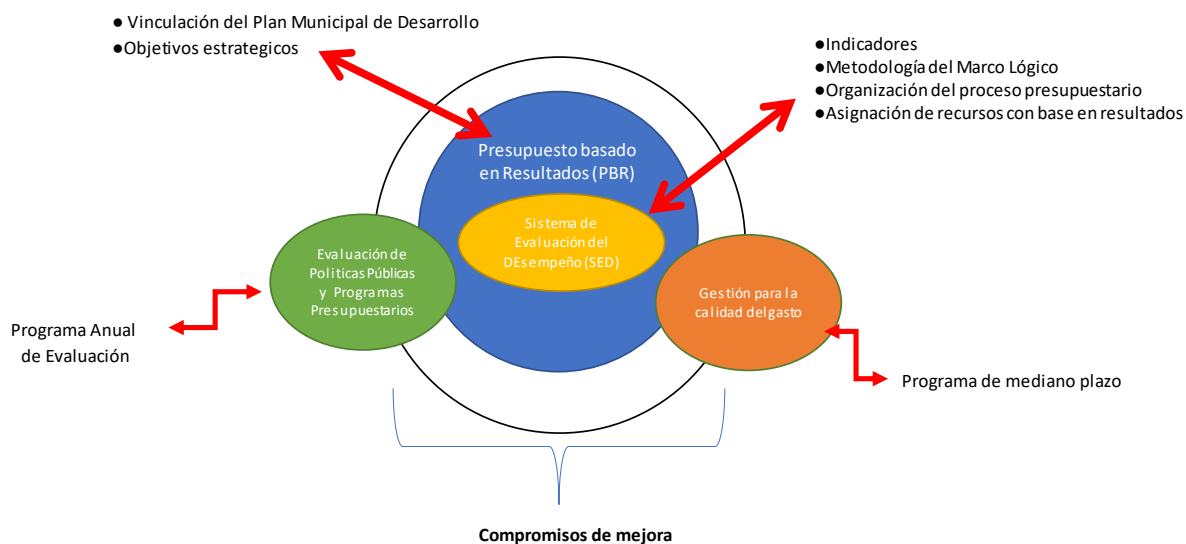 ● Vinculación del Plan Municipal de Desarrollo
●Objetivos estrategicos
●Indicadores
●Metodología del Marco Lógico
●Organización del proceso presupuestario
●Asignación de recursos con base en resultados
Presupuesto basado
en Resultados (PBR)
Sistema de
Evaluación del
DEsempeño (SED)
Evaluación de
Políticas Públicas
y Programas
Presupuestarios
Gestión para la
calidad del gasto
Programa Anual
de Evaluación
Programa de mediano plazo
Compromisos de mejora